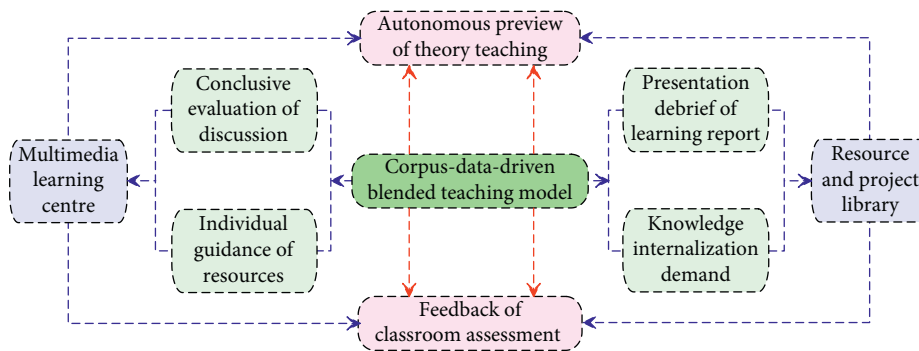 Autonomous preview
of theory teaching
Conclusive
evaluation of
discussion
Presentation
debrief of
learning report
Multimedia
learning
centre
Corpus-data-driven
blended teaching model
Resource
and project
library
Individual
guidance of
resources
Knowledge
internalization
demand
Feedback of
classroom assessment